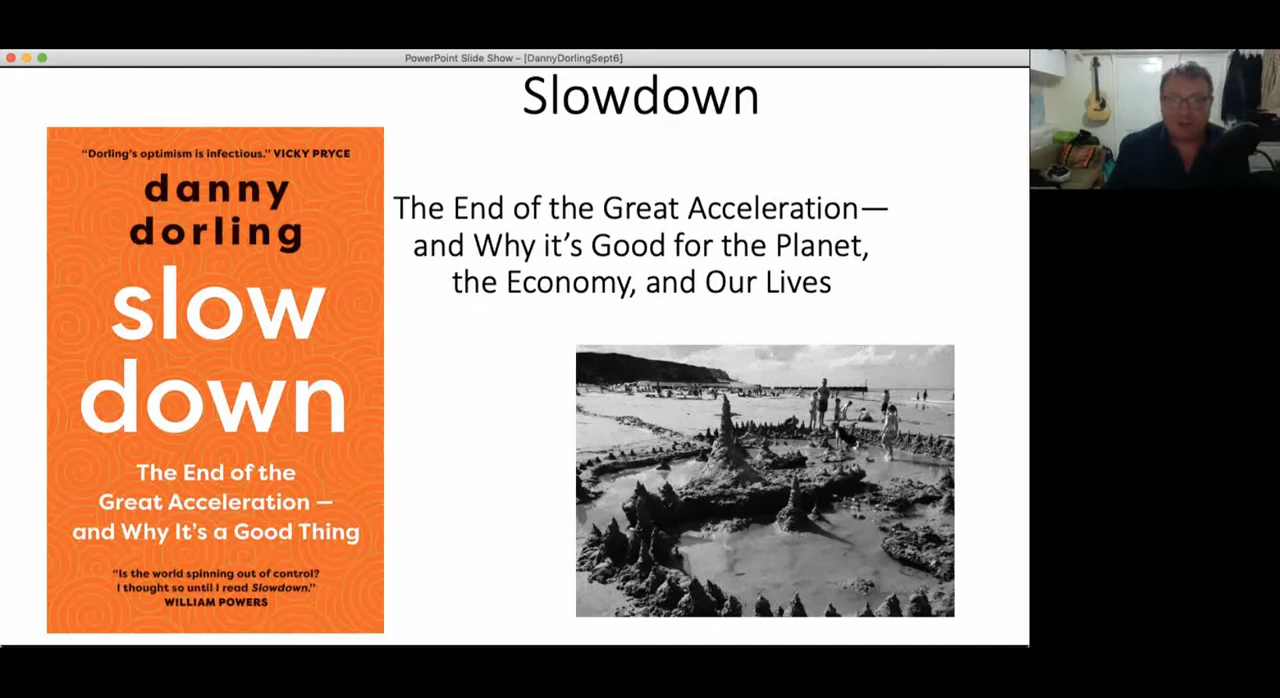 PowerPoint Slide Show – [DannyDorlingSept6]
Slowdown
“Dorling’s optimism is infectious.” VICKY PRYCE
danny
dorling
slow
down
The End of the
Great Acceleration —
and Why It’s a Good Thing
“Is the world spinning out of control?
I thought so until I read Slowdown.”
WILLIAM POWERS
The End of the Great Acceleration—
and Why it’s Good for the Planet,
the Economy, and Our Lives